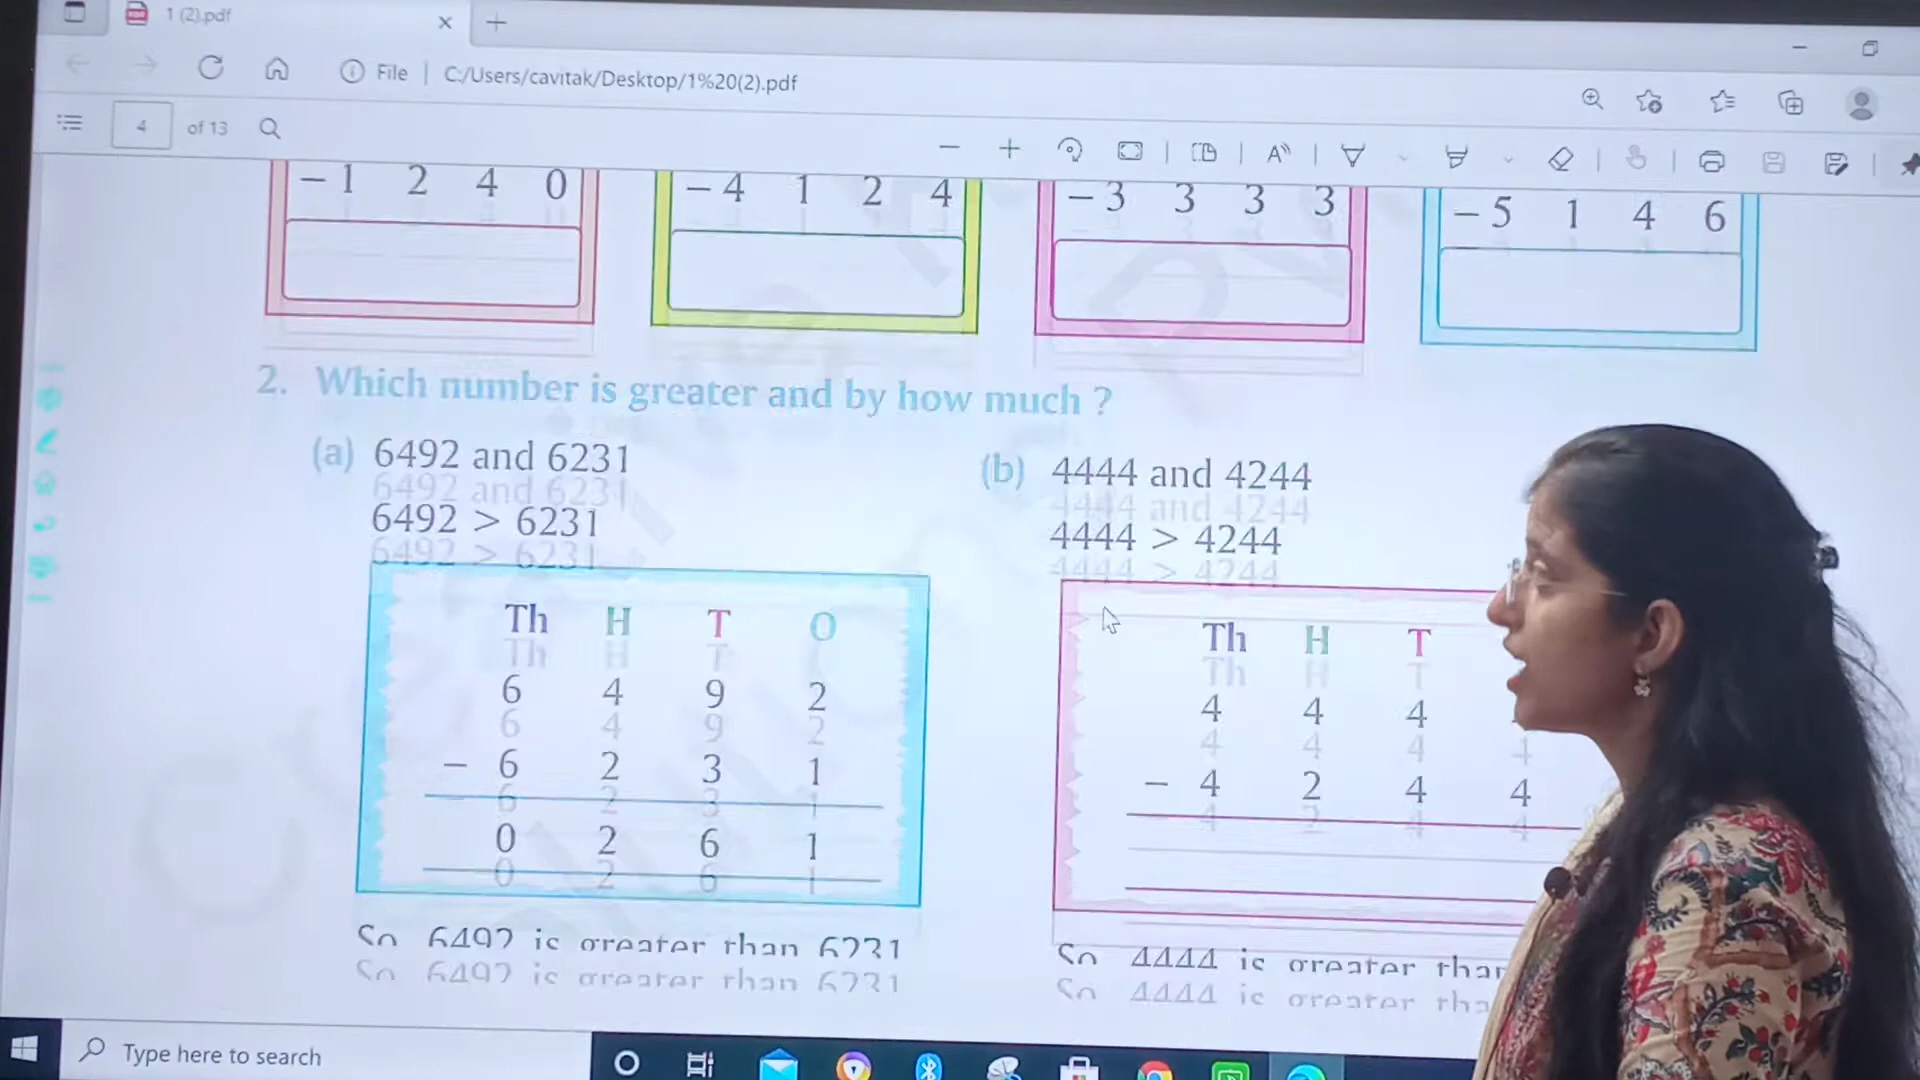 1 (2).pdf
File | C:/Users/cavitak/Desktop/1%20(2).pdf
4 of 13
- 1 2 4 0
- 4 1 2 4
- 3 3 3 3
- 5 1 4 6
2. Which number is greater and by how much ?
(a) 6492 and 6231
6492 > 6231
Th H T O
6 4 9 2
- 6 2 3 1
0 2 6 1
So 6492 is greater than 6231
(b) 4444 and 4244
4444 > 4244
Th H T
4 4 4
- 4 2 4 4
So 4444 is greater than
Type here to search